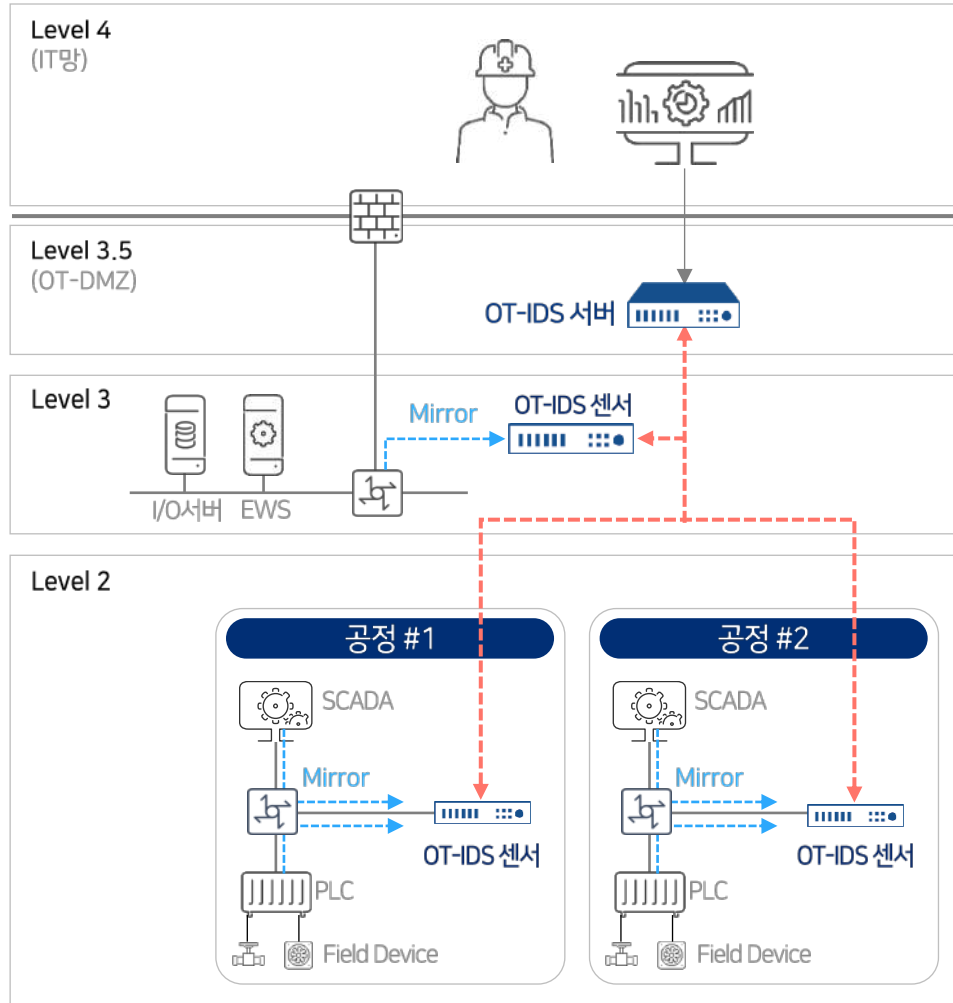 Level 4
(IT망)
Level 3.5
(OT-DMZ)
OT-IDS 서버
Level 3
Mirror
OT-IDS 센서
I/O서버
EWS
Level 2
공정 #1
SCADA
Mirror
OT-IDS 센서
PLC
Field Device
공정 #2
SCADA
Mirror
OT-IDS 센서
PLC
Field Device